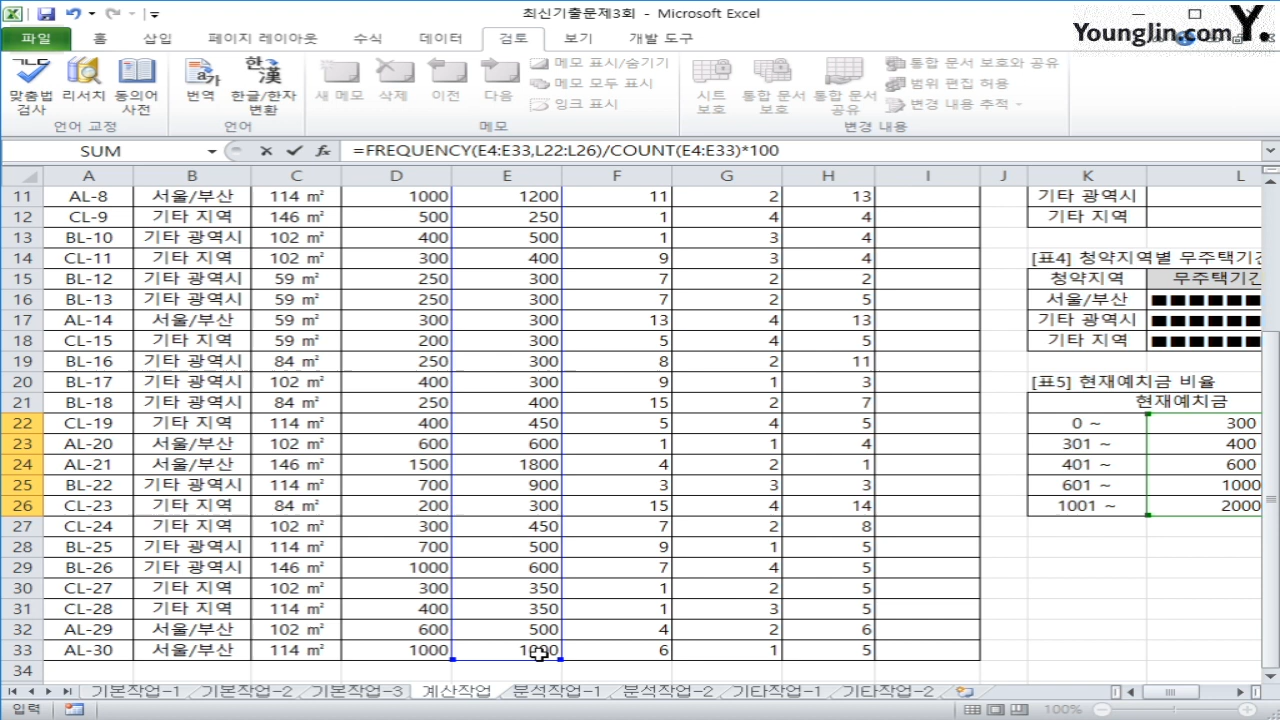 최신기출문제3회 - Microsoft Excel
YoungJin.com Y.
파일 홈 삽입 페이지 레이아웃 수식 데이터 검토 보기 개발 도구
맞춤법 검사 리서치 동의어 사전 번역 한글/한자 변환 새 메모 삭제 이전 다음 메모 표시/숨기기 메모 모두 표시 잉크 표시 시트 보호 통합 문서 보호 통합 문서 공유 통합 문서 보호와 공유 범위 편집 허용 변경 내용 추적
언어 교정 언어 메모 변경 내용
SUM =FREQUENCY(E4:E33,L22:L26)/COUNT(E4:E33)*100
A B C D E F G H I J K L
11 AL-8 서울/부산 114 m² 1000 1200 11 2 13 기타 광역시
12 CL-9 기타 지역 146 m² 500 250 1 4 4 기타 지역
13 BL-10 기타 광역시 102 m² 400 500 1 3 4
14 CL-11 기타 지역 102 m² 300 400 9 3 4 [표4] 청약지역별 무주택기간
15 BL-12 기타 광역시 59 m² 250 300 7 2 2 청약지역 무주택기간
16 BL-13 기타 광역시 59 m² 250 300 7 2 5 서울/부산 ■■■■■■
17 AL-14 서울/부산 59 m² 300 300 13 4 13 기타 광역시 ■■■■■■
18 CL-15 기타 지역 59 m² 200 300 5 4 5 기타 지역 ■■■■■■
19 BL-16 기타 광역시 84 m² 250 300 8 2 11
20 BL-17 기타 광역시 102 m² 400 300 9 1 3 [표5] 현재예치금 비율
21 BL-18 기타 광역시 84 m² 250 400 15 2 7 현재예치금
22 CL-19 기타 지역 114 m² 400 450 5 4 5 0 ~ 300
23 AL-20 서울/부산 102 m² 600 600 1 1 4 301 ~ 400
24 AL-21 서울/부산 146 m² 1500 1800 4 2 1 401 ~ 600
25 BL-22 기타 광역시 114 m² 700 900 3 3 3 601 ~ 1000
26 CL-23 기타 지역 84 m² 200 300 15 4 14 1001 ~ 2000
27 CL-24 기타 지역 102 m² 300 450 7 2 8
28 BL-25 기타 광역시 114 m² 700 500 9 1 5
29 BL-26 기타 광역시 146 m² 1000 600 7 4 5
30 CL-27 기타 지역 102 m² 300 350 1 2 5
31 CL-28 기타 지역 114 m² 400 350 1 3 5
32 AL-29 서울/부산 102 m² 600 500 4 2 6
33 AL-30 서울/부산 114 m² 1000 6 1 5
34
기본작업-1 기본작업-2 기본작업-3 계산작업 분석작업-1 분석작업-2 기타작업-1 기타작업-2
입력 100%